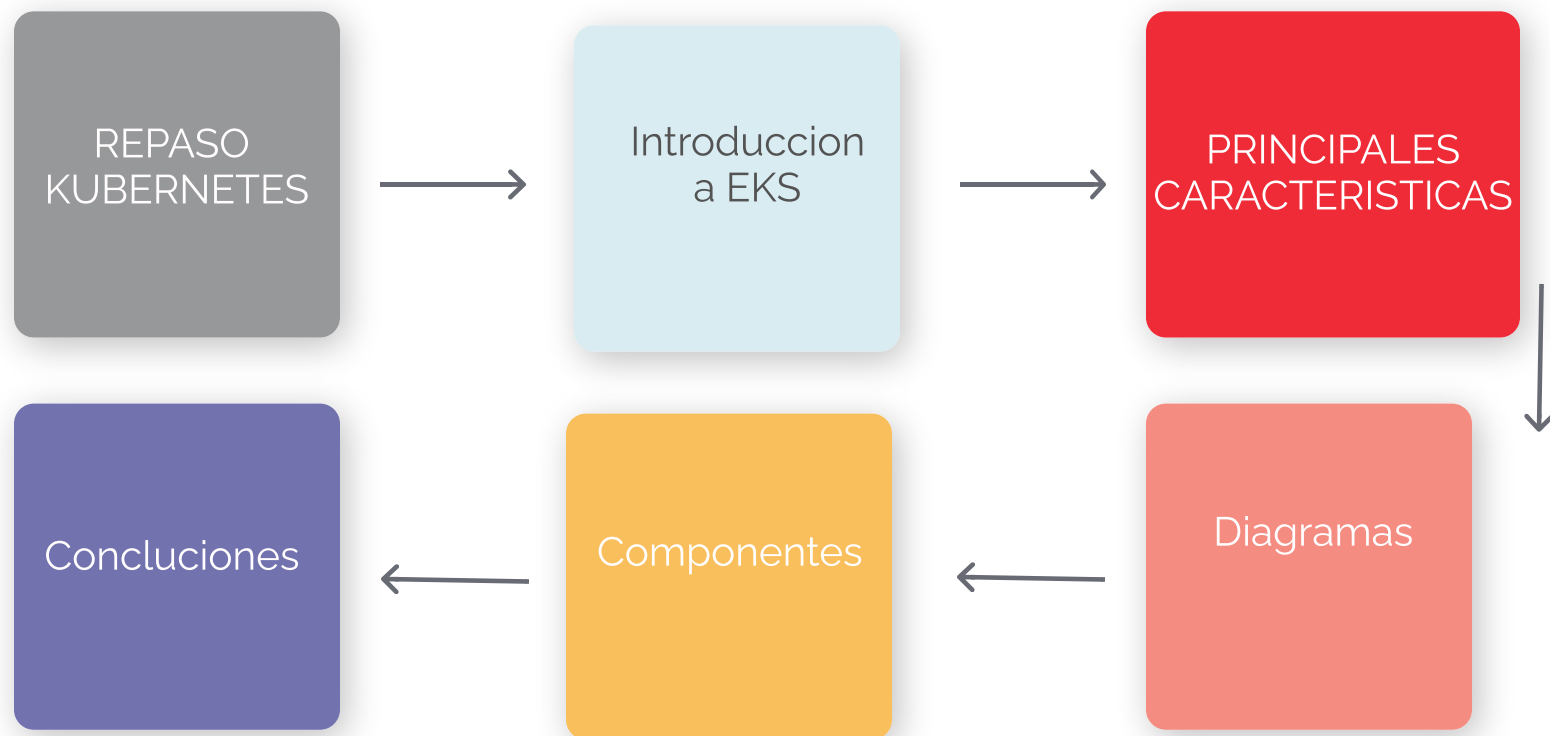 REPASO
KUBERNETES
Introduccion
a EKS
PRINCIPALES
CARACTERISTICAS
Diagramas
Componentes
Concluciones